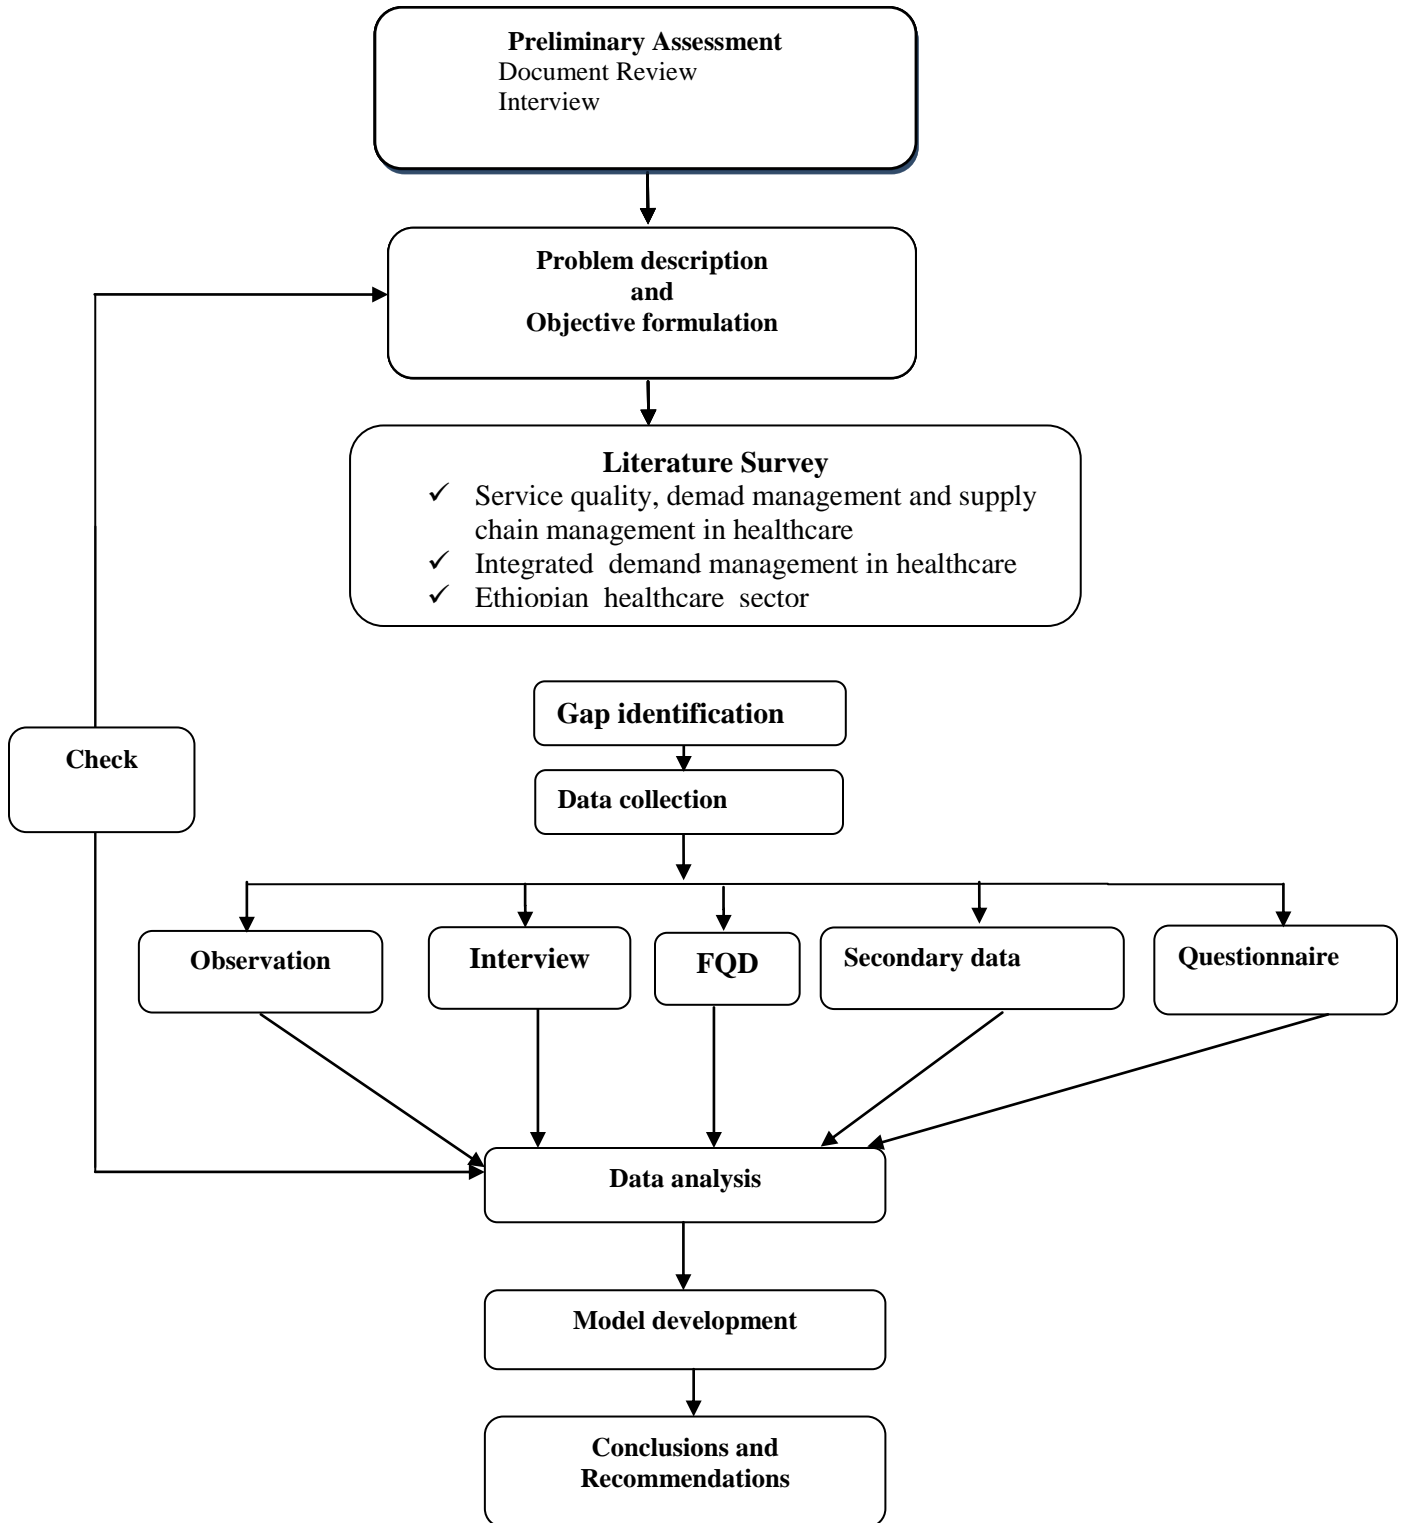 Preliminary Assessment
Document Review
Interview
Problem description
and
Objective formulation
Literature Survey
✓ Service quality, demad management and supply
chain management in healthcare
✓ Integrated demand management in healthcare
✓ Ethiopian healthcare sector
Gap identification
Check
Data collection
Observation
Interview
FQD
Secondary data
Questionnaire
Data analysis
Model development
Conclusions and
Recommendations